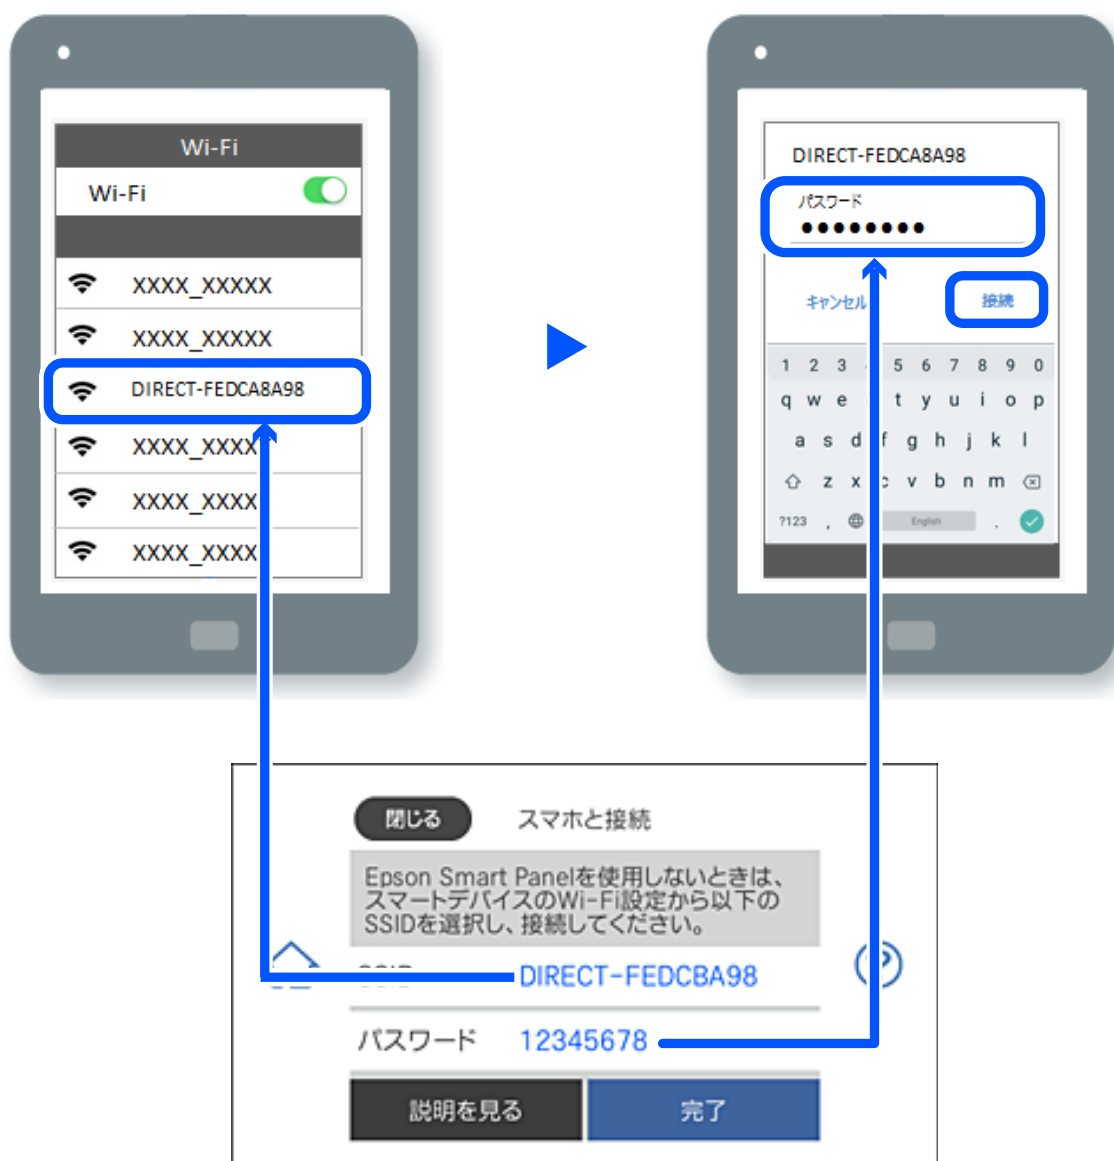 Wi-Fi
Wi-Fi
XXXX_XXXXX
XXXX_XXXXX
DIRECT-FEDCA8A98
XXXX_XXXX
XXXX_XXXX
XXXX_XXXX
DIRECT-FEDCA8A98
パスワード
●●●●●●●●
キャンセル
接続
1 2 3 5 6 7 8 9 0
q w e t y u i o p
a s d f g h j k l
z x c v b n m
?123 , English .
閉じる スマホと接続
Epson Smart Panelを使用しないときは、
スマートデバイスのWi-Fi設定から以下の
SSIDを選択し、接続してください。
DIRECT-FEDCBA98
パスワード 12345678
説明を見る 完了